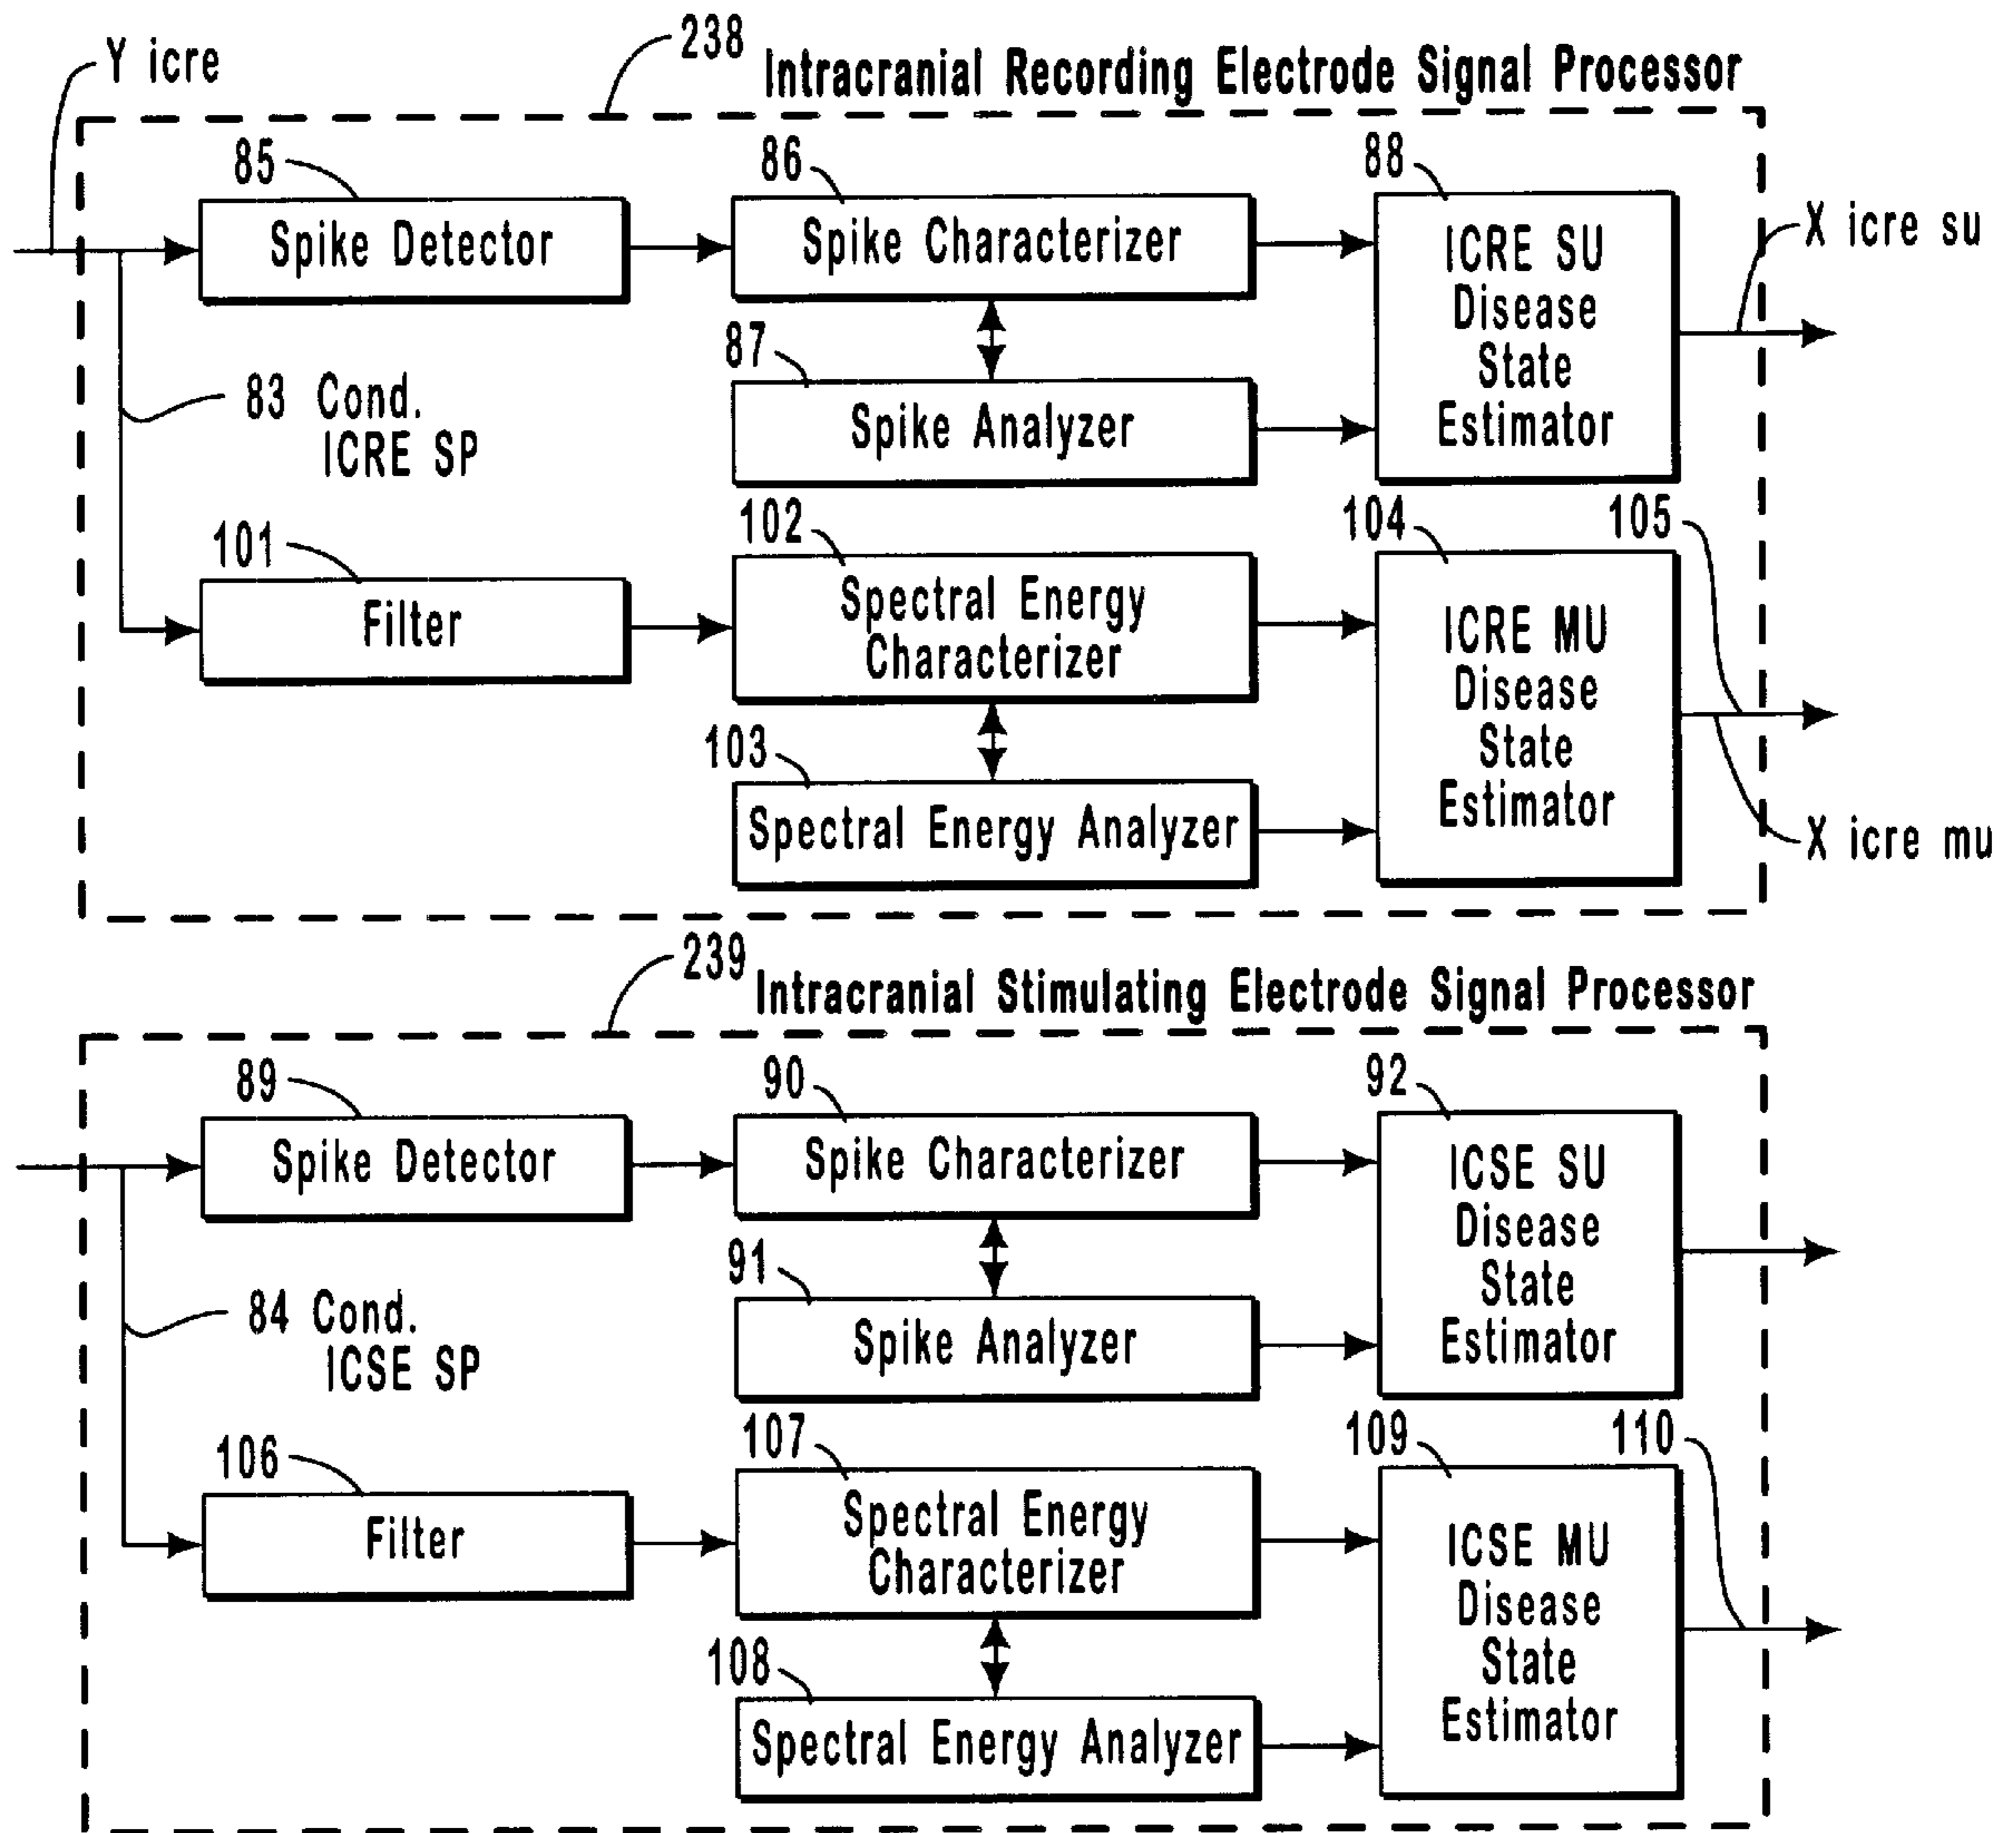 Y icre
238
Intracranial Recording Electrode Signal Processor
85
Spike Detector
86
Spike Characterizer
88
ICRE SU
Disease
State
Estimator
X icre su
87
Spike Analyzer
83 Cond.
ICRE SP
101
Filter
102
Spectral Energy
Characterizer
104
105
ICRE MU
Disease
State
Estimator
103
Spectral Energy Analyzer
X icre mu
239
Intracranial Stimulating Electrode Signal Processor
89
Spike Detector
90
Spike Characterizer
92
ICSE SU
Disease
State
Estimator
91
Spike Analyzer
84 Cond.
ICSE SP
106
Filter
107
Spectral Energy
Characterizer
109
110
ICSE MU
Disease
State
Estimator
108
Spectral Energy Analyzer